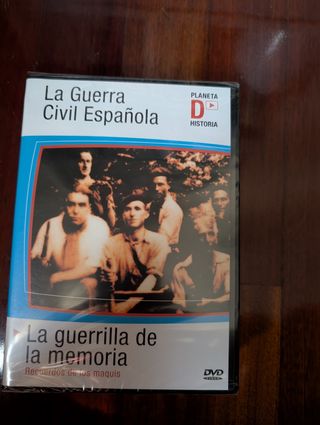 La Guerra
Civil Española
PLANETA
D
HISTORIA
La guerrilla de
la memoria
Recuerdos de los maquis
DVD